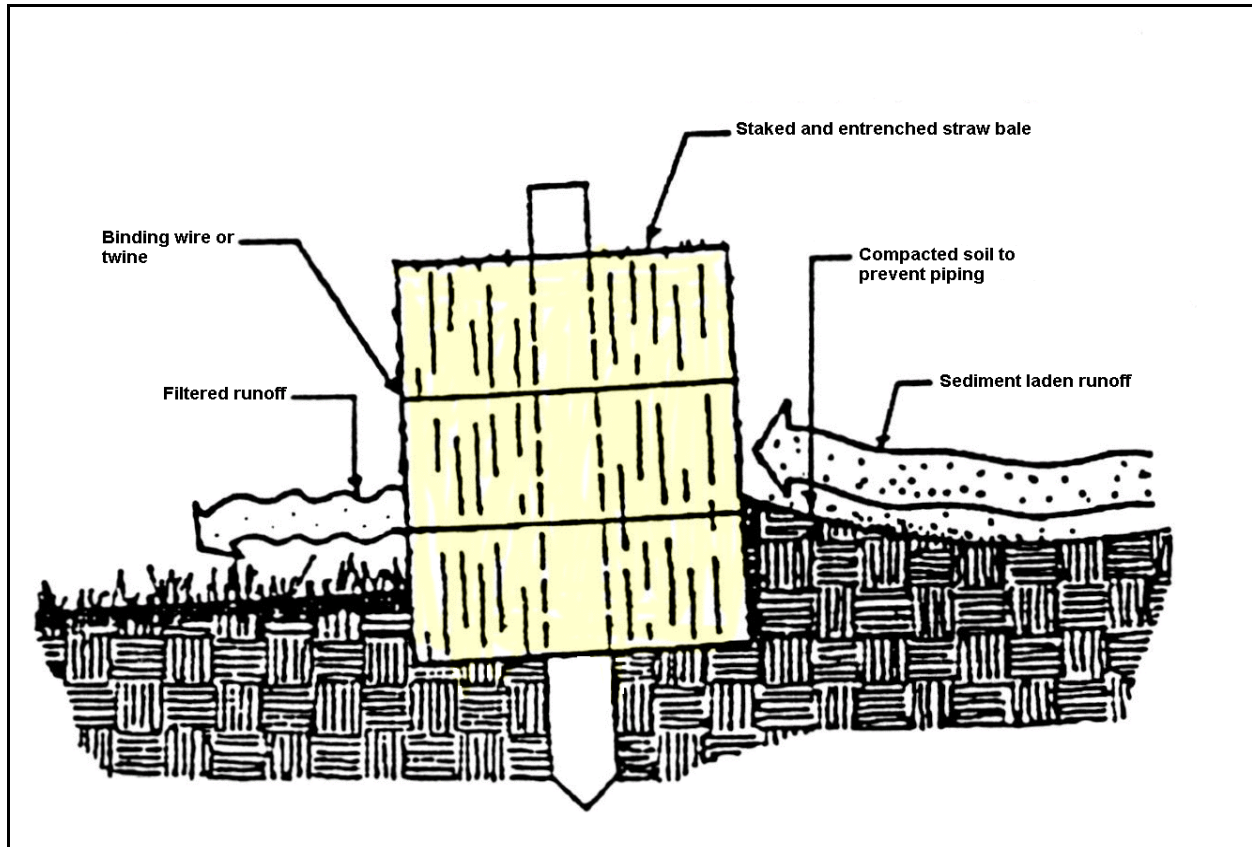 Staked and entrenched straw bale
Binding wire or
twine
Compacted soil to
prevent piping
Filtered runoff
Sediment laden runoff